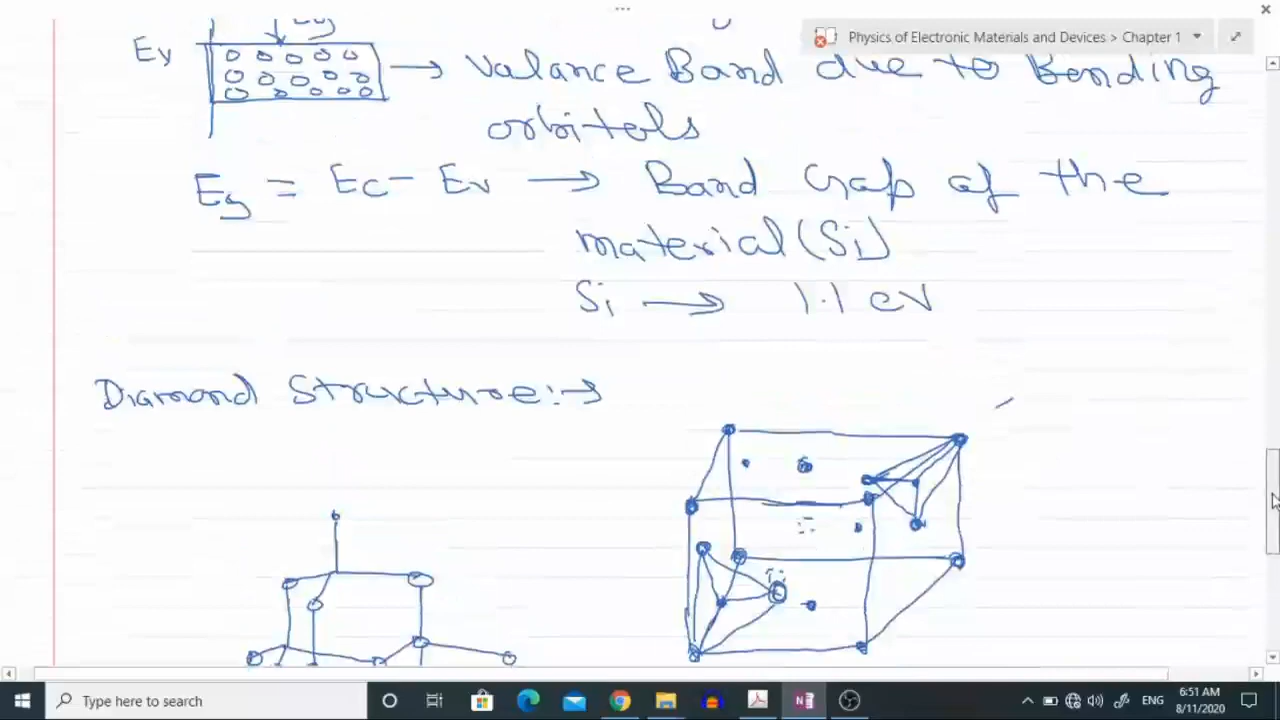 Physics of Electronic Materials and Devices > Chapter 1
Ev → Valance Band due to Bonding
orbitals
Eg = Ec - Ev → Band Gap of the
material (Si)
Si → 1.1 eV
Diamond Structure:→
Type here to search
ENG
6:51 AM
8/11/2020